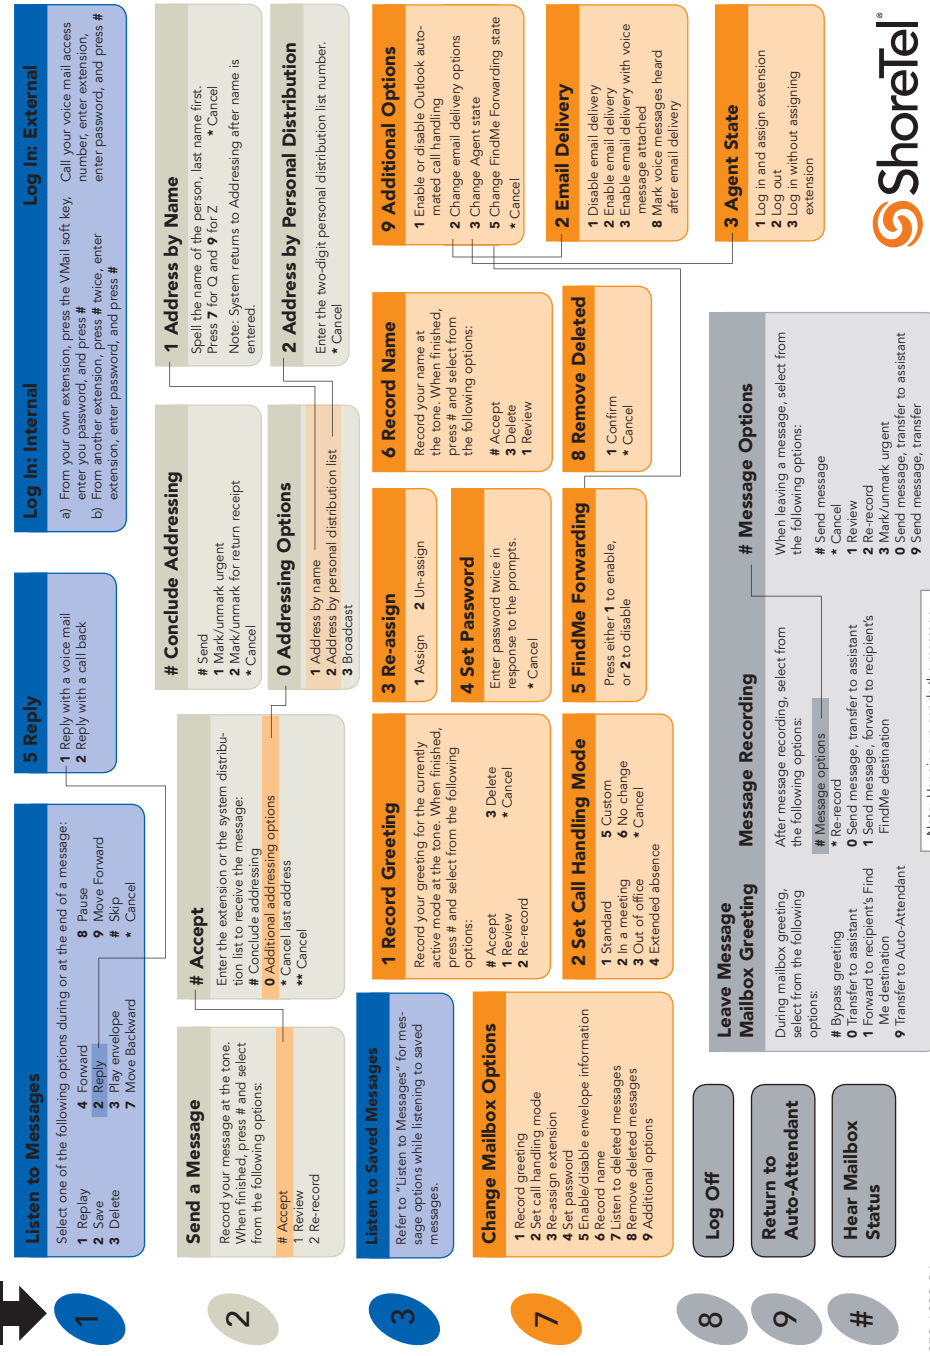 Log In: Internal
a) From your own extension, press the VMail soft key,
enter you password, and press #
b) From another extension, press # twice, enter
extension, enter password, and press #
Log In: External
Call your voice mail access
number, enter extension,
enter password, and press #
1
Listen to Messages
Select one of the following options during or at the end of a message:
1 Replay
2 Save
3 Delete
4 Forward
2 Reply
3 Play envelope
7 Move Backward
8 Pause
9 Move Forward
# Skip
* Cancel
5 Reply
1 Reply with a voice mail
2 Reply with a call back
2
Send a Message
Record your message at the tone.
When finished, press # and select
from the following options:
# Accept
1 Review
2 Re-record
# Accept
Enter the extension or the system distribu-
tion list to receive the message:
# Conclude addressing
0 Additional addressing options
* Cancel last address
** Cancel
# Conclude Addressing
# Send
1 Mark/unmark urgent
2 Mark/unmark for return receipt
* Cancel
0 Addressing Options
1 Address by name
2 Address by personal distribution list
3 Broadcast
1 Address by Name
Spell the name of the person, last name first.
Press 7 for Q and 9 for Z * Cancel
Note: System returns to Addressing after name is
entered.
2 Address by Personal Distribution
Enter the two-digit personal distribution list number.
* Cancel
3
Listen to Saved Messages
Refer to “Listen to Messages” for mes-
sage options while listening to saved
messages.
7
Change Mailbox Options
1 Record greeting
2 Set call handling mode
3 Re-assign extension
4 Set password
5 Enable/disable envelope information
6 Record name
7 Listen to deleted messages
8 Remove deleted messages
9 Additional options
1 Record Greeting
Record your greeting for the currently
active mode at the tone. When finished,
press # and select from the following
options:
# Accept
1 Review
2 Re-record
3 Delete
* Cancel
2 Set Call Handling Mode
1 Standard
2 In a meeting
3 Out of office
4 Extended absence
5 Custom
6 No change
* Cancel
3 Re-assign
1 Assign 2 Un-assign
4 Set Password
Enter password twice in
response to the prompts.
* Cancel
5 FindMe Forwarding
Press either 1 to enable,
or 2 to disable
6 Record Name
Record your name at
the tone. When finished,
press # and select from
the following options:
# Accept
3 Delete
1 Review
8 Remove Deleted
1 Confirm
* Cancel
9 Additional Options
1 Enable or disable Outlook auto-
mated call handling
2 Change email delivery options
3 Change Agent state
5 Change FindMe Forwarding state
* Cancel
2 Email Delivery
1 Disable email delivery
2 Enable email delivery
3 Enable email delivery with voice
message attached
8 Mark voice messages heard
after email delivery
3 Agent State
1 Log in and assign extension
2 Log out
3 Log in without assigning
extension
8
Log Off
9
Return to
Auto-Attendant
#
Hear Mailbox
Status
Leave Message
Mailbox Greeting
During mailbox greeting,
select from the following
options:
# Bypass greeting
0 Transfer to assistant
1 Forward to recipient's Find
Me destination
9 Transfer to Auto-Attendant
Message Recording
After message recording, select from
the following options:
# Message options
* Re-record
0 Send message, transfer to assistant
1 Send message, forward to recipient's
FindMe destination
# Message Options
When leaving a message, select from
the following options:
# Send message
* Cancel
1 Review
2 Re-record
3 Mark/unmark urgent
0 Send message, transfer to assistant
9 Send message, transfer
ShoreTel®